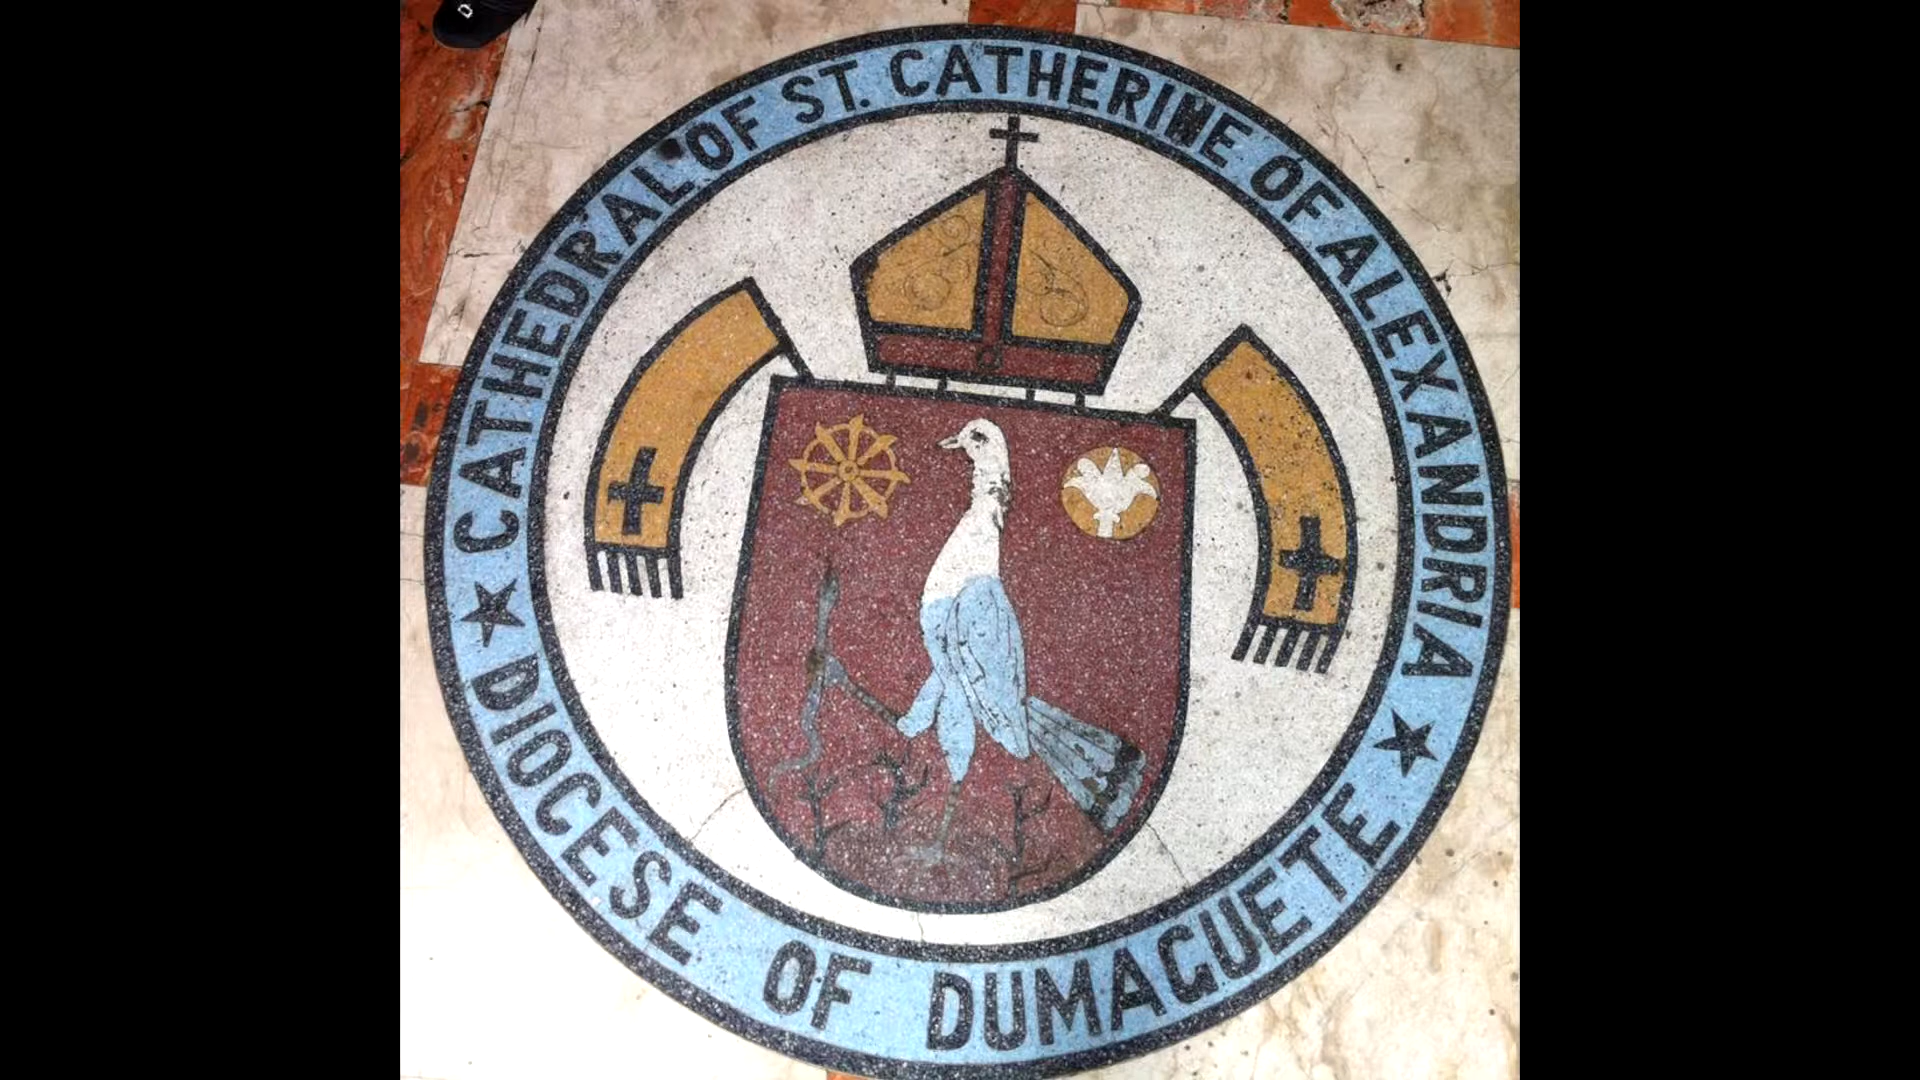 CATHEDRAL OF ST. CATHERINE OF ALEXANDRIA
DIOCESE OF DUMAGUETE